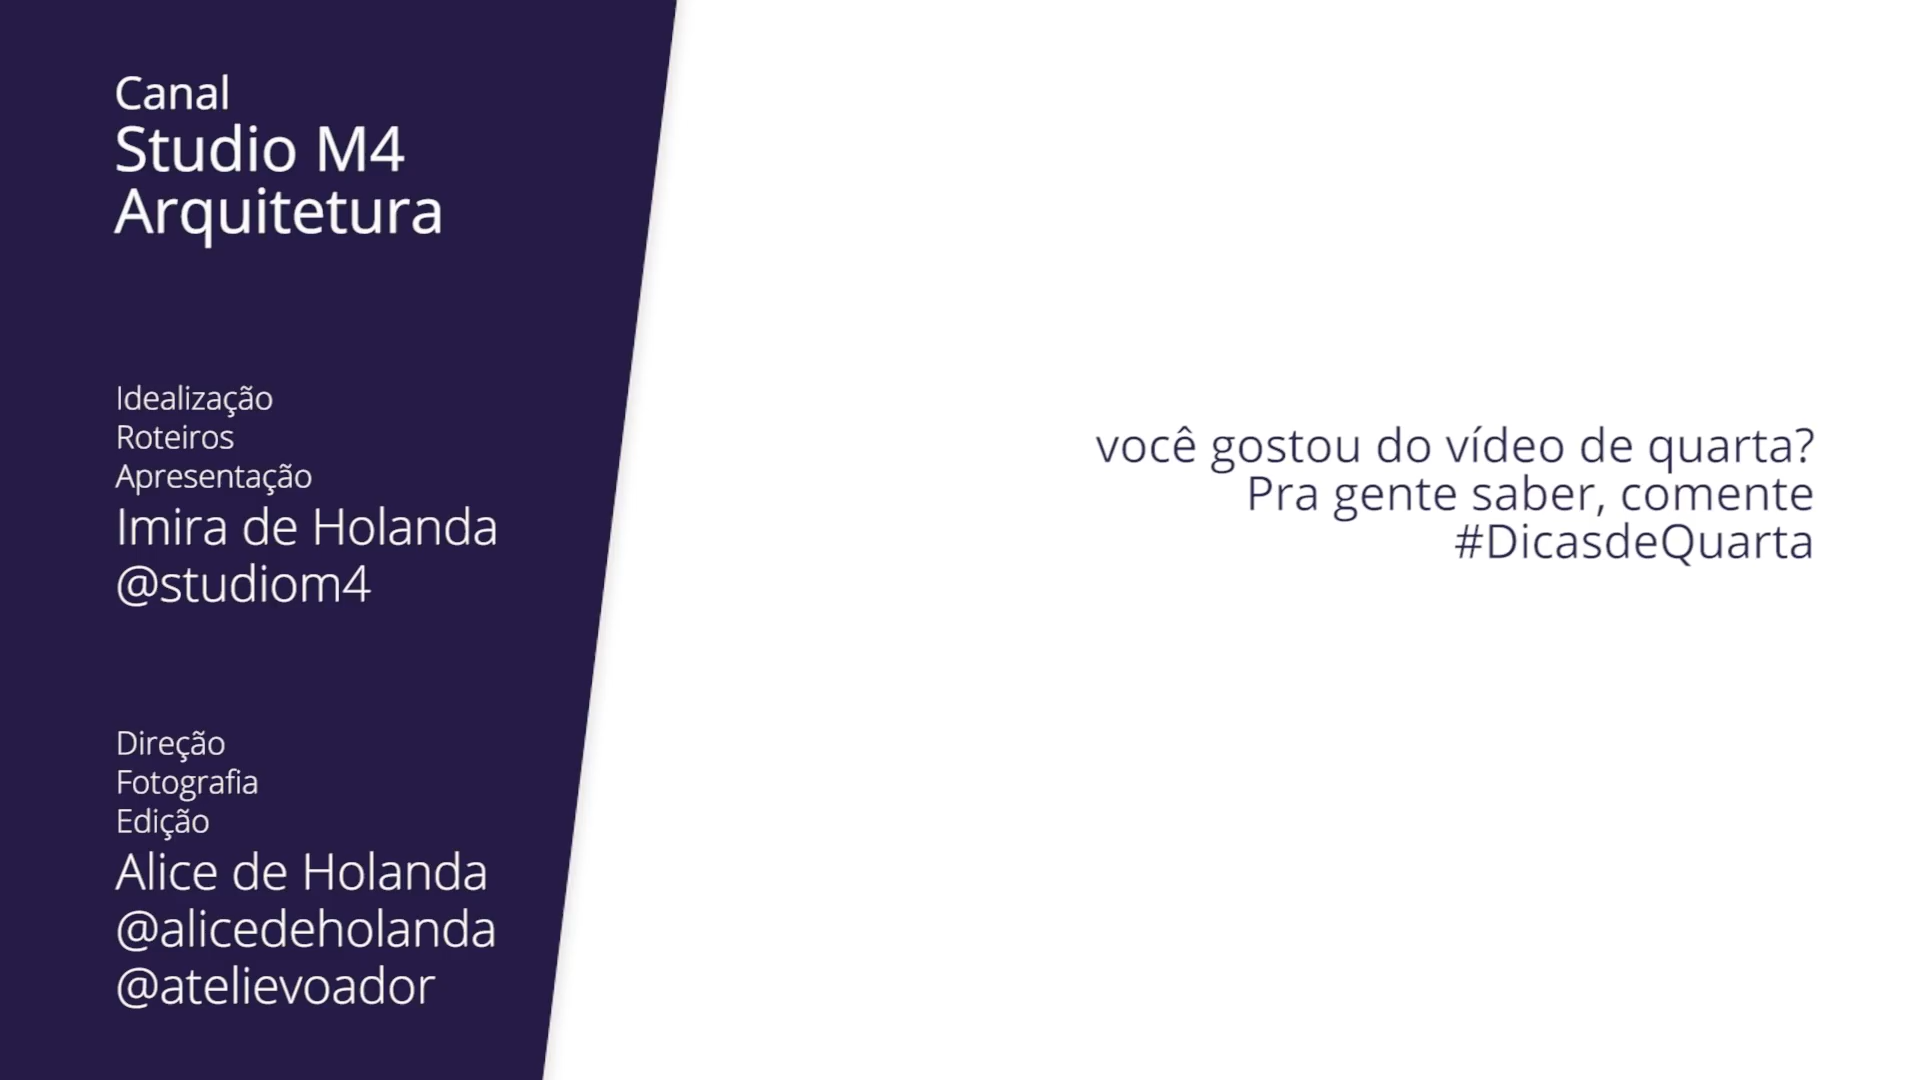 Canal
Studio M4
Arquitetura
Idealização
Roteiros
Apresentação
Imira de Holanda
@studiom4
Direção
Fotografia
Edição
Alice de Holanda
@alicedeholanda
@atelievoador
você gostou do vídeo de quarta?
Pra gente saber, comente
#DicasdeQuarta